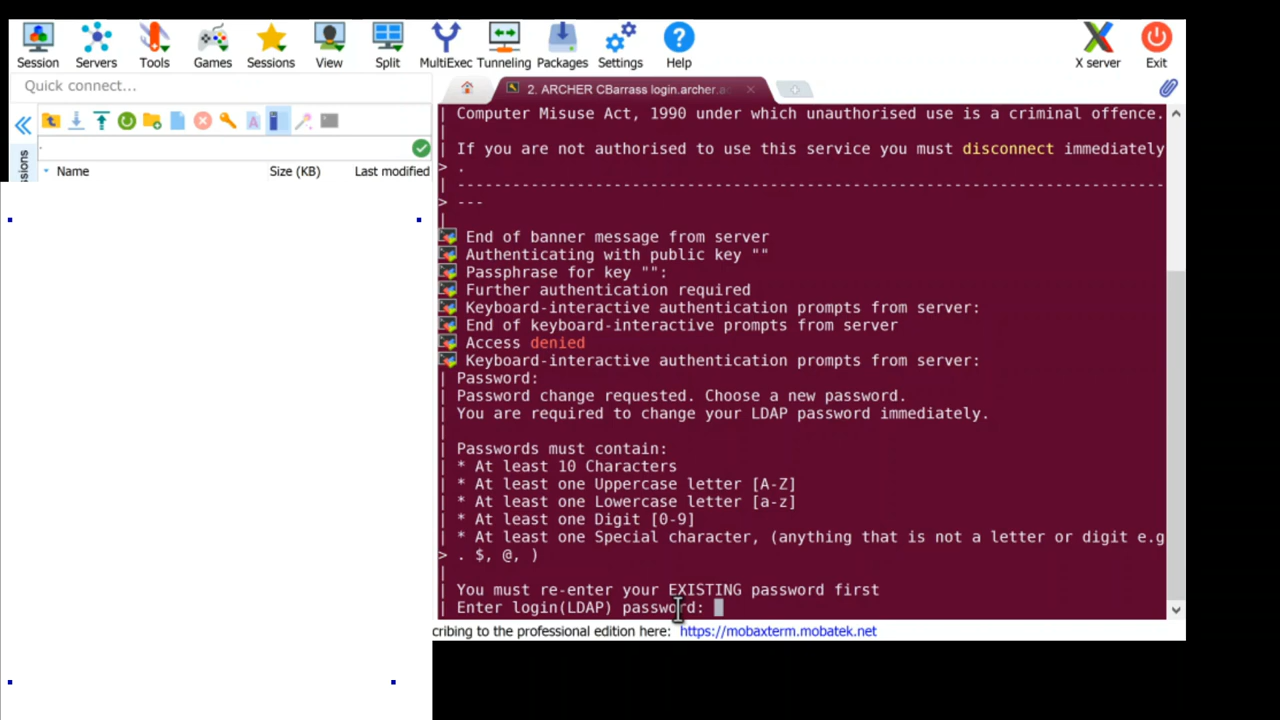 Session Servers Tools Games Sessions View Split MultiExec Tunneling Packages Settings Help X server Exit
Quick connect...
2. ARCHER CBarrass login.archer.a
Name Size (KB) Last modified
| Computer Misuse Act, 1990 under which unauthorised use is a criminal offence.
|
| If you are not authorised to use this service you must disconnect immediately
> .
| -----------------------------------------------------------------------------
> ---
|
End of banner message from server
Authenticating with public key ""
Passphrase for key "":
Further authentication required
Keyboard-interactive authentication prompts from server:
End of keyboard-interactive prompts from server
Access denied
Keyboard-interactive authentication prompts from server:
| Password:
| Password change requested. Choose a new password.
| You are required to change your LDAP password immediately.
|
| Passwords must contain:
| * At least 10 Characters
| * At least one Uppercase letter [A-Z]
| * At least one Lowercase letter [a-z]
| * At least one Digit [0-9]
| * At least one Special character, (anything that is not a letter or digit e.g
> . $, @, )
|
| You must re-enter your EXISTING password first
| Enter login(LDAP) password:
cribing to the professional edition here: https://mobaxterm.mobatek.net